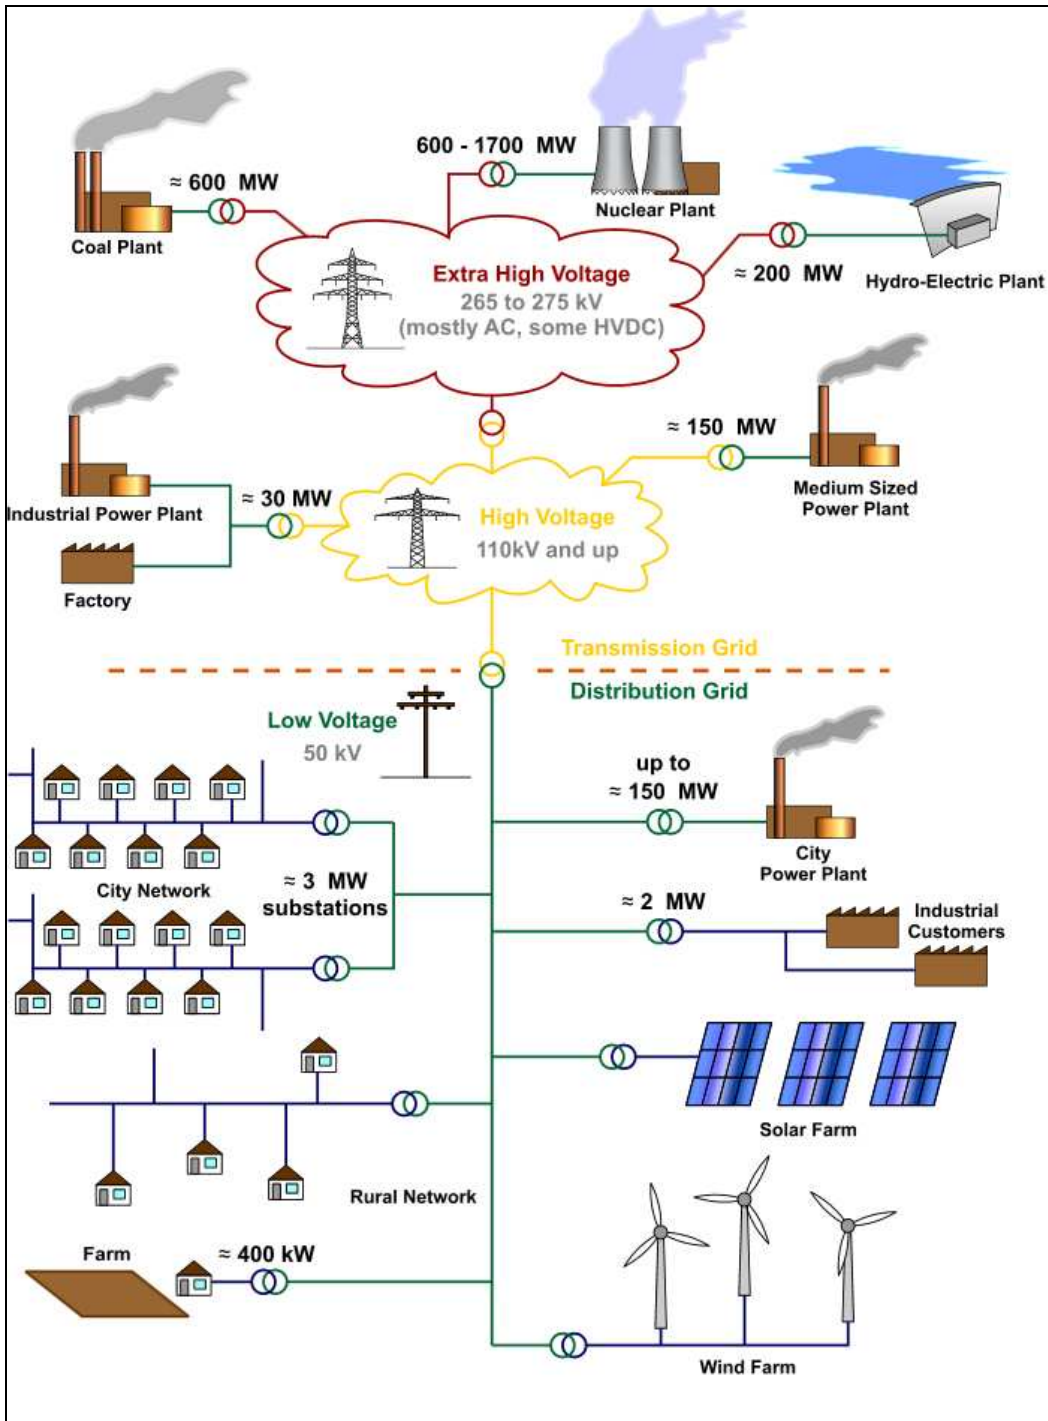 600 - 1700 MW
≈ 600 MW
Nuclear Plant
Coal Plant
≈ 200 MW
Hydro-Electric Plant
Extra High Voltage
265 to 275 kV
(mostly AC, some HVDC)
≈ 150 MW
Medium Sized
Power Plant
≈ 30 MW
Industrial Power Plant
Factory
High Voltage
110kV and up
Transmission Grid
Distribution Grid
Low Voltage
50 kV
up to
≈ 150 MW
City
Power Plant
City Network
≈ 3 MW
substations
≈ 2 MW
Industrial
Customers
Solar Farm
Rural Network
Farm
≈ 400 kW
Wind Farm